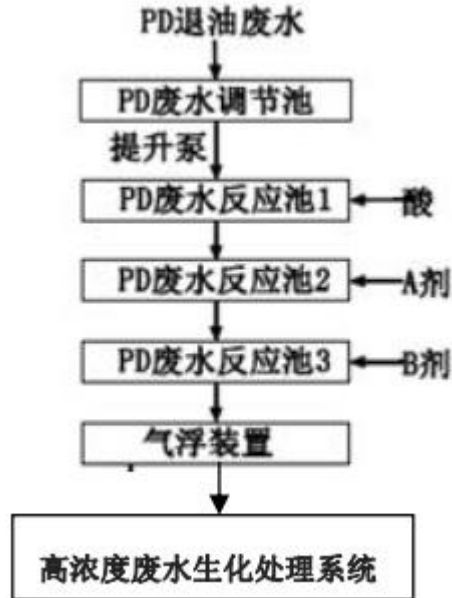 PD退油废水
PD废水调节池
提升泵
PD废水反应池1
酸
PD废水反应池2
A剂
PD废水反应池3
B剂
气浮装置
高浓度废水生化处理系统